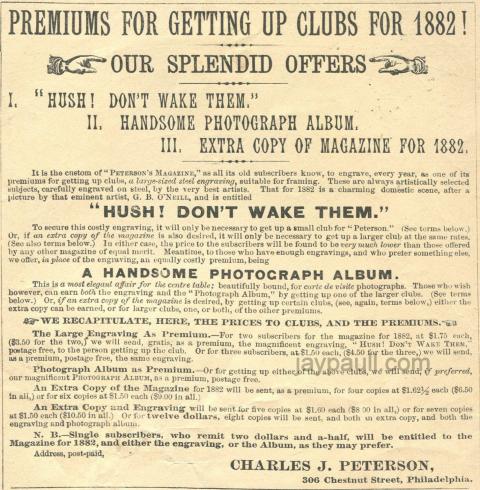 PREMIUMS FOR GETTING UP CLUBS FOR 1882!
OUR SPLENDID OFFERS
I. "HUSH! DON'T WAKE THEM."
II. HANDSOME PHOTOGRAPH ALBUM.
III. EXTRA COPY OF MAGAZINE FOR 1882.
It is the custom of "PETERSON'S MAGAZINE," as all its old subscribers know, to engrave, every year, as one of its
premiums for getting up clubs, a large-sized steel engraving, suitable for framing. These are always artistically selected
subjects, carefully engraved on steel, by the very best artists. That for 1882 is a charming domestic scene, after a
picture by that eminent artist, G. B. O'NEILL, and is entitled
"HUSH! DON'T WAKE THEM."
To secure this costly engraving, it will only be necessary to get up a small club for "Peterson." (See terms below.)
Or, if an extra copy of the magazine is also desired, it will only be necessary to get up a larger club at the same rates.
(See also terms below.) In either case, the price to the subscribers will be found to be very much lower than those offered
by any other magazine of equal merit. Meantime, to those who have enough engravings, and who prefer something else,
we offer, in place of the engraving, an equally costly premium, being
A HANDSOME PHOTOGRAPH ALBUM.
This is a most elegant affair for the centre table; beautifully bound, for carte de visite photographs. Those who wish
however, can earn both the engraving and the "Photograph Album," by getting up one of the larger clubs. (See terms
below.) Or, if an extra copy of the magazine is desired, by getting up certain clubs, (see, again, terms below,) either the
extra copy can be earned, or for larger clubs, one, or both, of the other premiums.
WE RECAPITULATE, HERE, THE PRICES TO CLUBS, AND THE PREMIUMS.
The Large Engraving As Premium.—For two subscribers for the magazine for 1882, at $1.75 each,
($3.50 for the two,) we will send, gratis, as a premium, the magnificent engraving, "HUSH! DON'T WAKE THEM,"
postage free, to the person getting up the club. Or for three subscribers, at $1.50 each, ($4.50 for the three,) we will send,
as a premium, postage free, the same engraving.
Photograph Album as Premium.—Or for getting up either of these clubs, we will, if preferred,
our magnificent PHOTOGRAPH ALBUM, as a premium, postage free.
An Extra Copy of the Magazine for 1882 will be sent, as a premium, for four copies at $1.62½ each ($6.50
in all,) or for six copies at $1.50 each ($9.00 in all.)
An Extra Copy and Engraving will be sent for five copies at $1.60 each ($8 00 in all,) or for seven copies
at $1.50 each ($10.50 in all.) Or for twelve dollars, eight copies will be sent, and both an extra copy, and both the
engraving and photograph album.
N. B.—Single subscribers, who remit two dollars and a-half, will be entitled to the
Magazine for 1882, and either the engraving, or the Album, as they may prefer.
Address, post-paid,
CHARLES J. PETERSON,
306 Chestnut Street, Philadelphia.
jaypaull.com